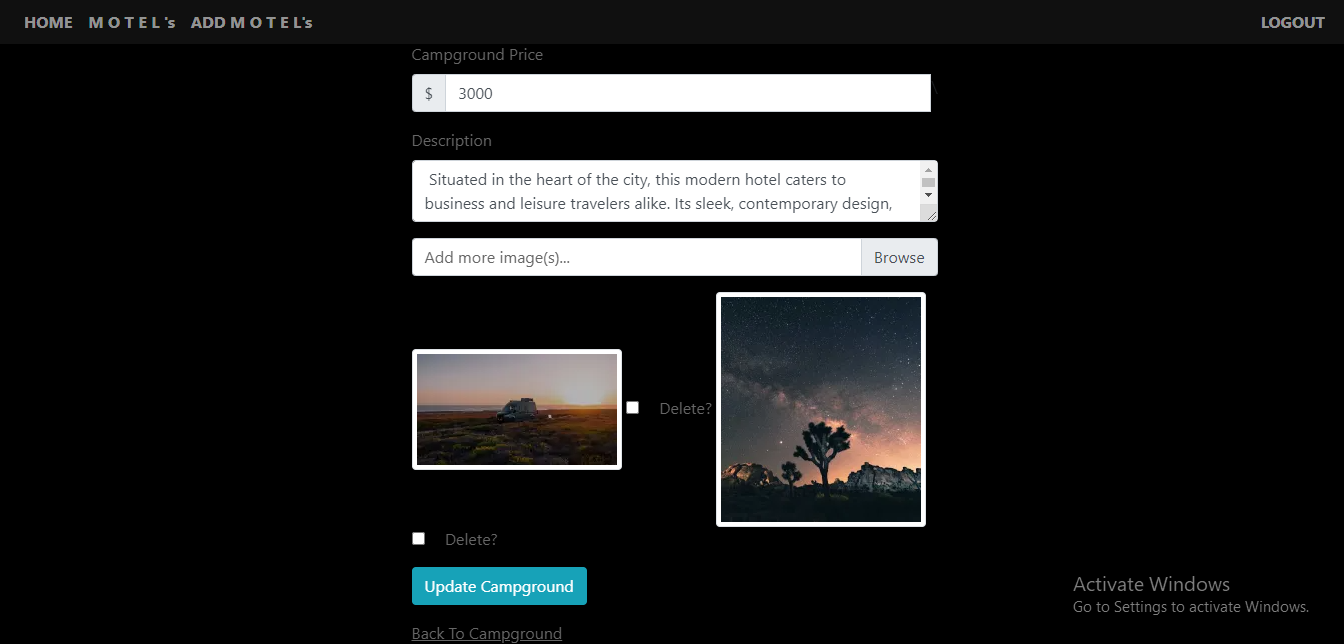 HOME M O T E L 's ADD M O T E L's LOGOUT
Campground Price
$ 3000
Description
Situated in the heart of the city, this modern hotel caters to
business and leisure travelers alike. Its sleek, contemporary design,
Add more image(s)... Browse
Delete?
Delete?
Update Campground
Back To Campground
Activate Windows
Go to Settings to activate Windows.